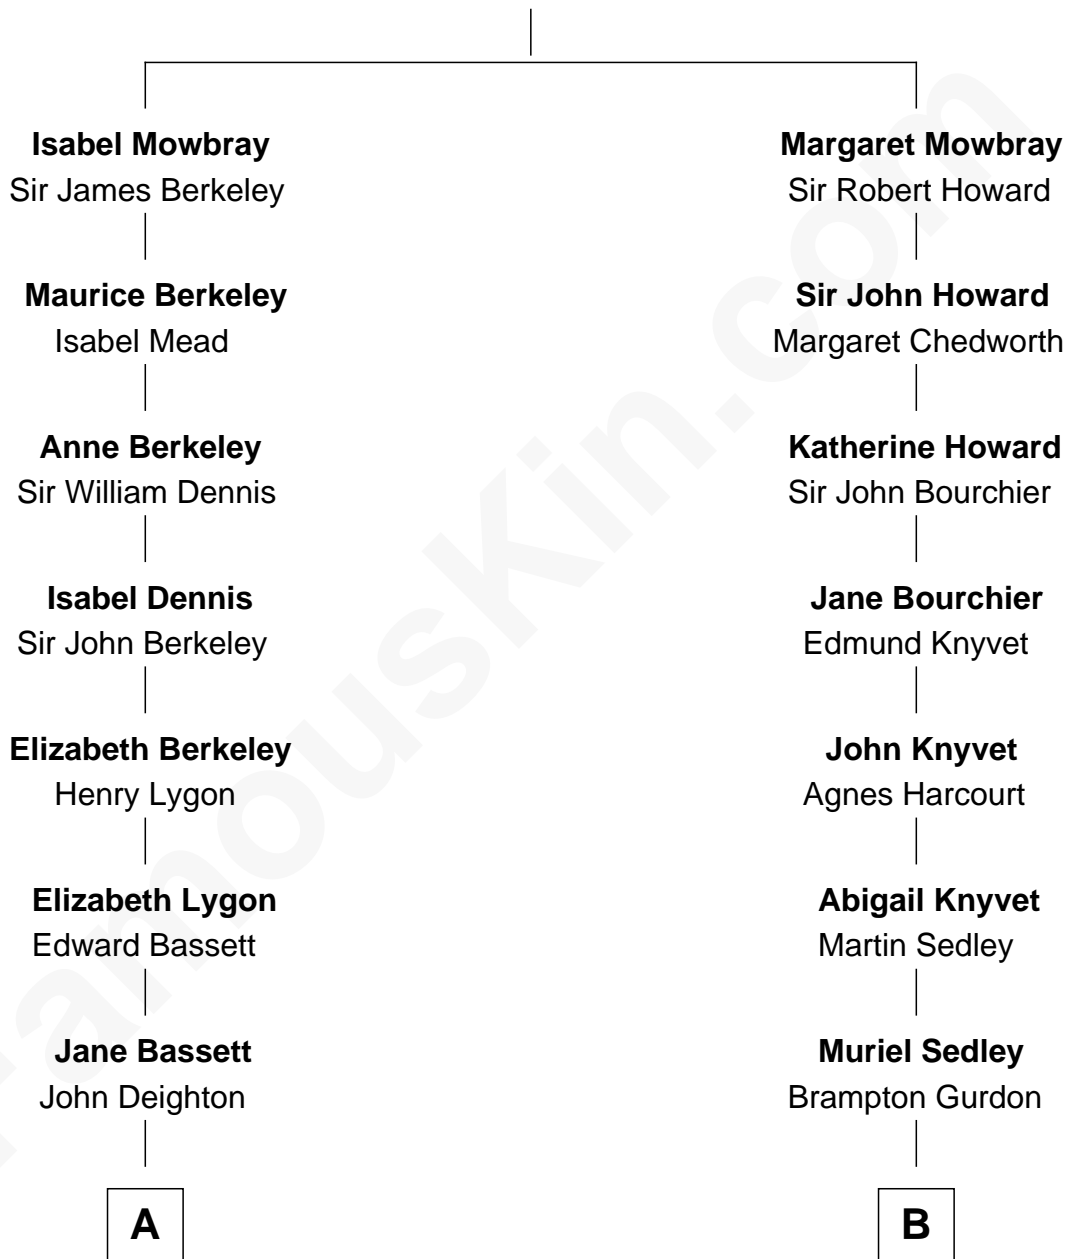 Isabel Mowbray
Sir James Berkeley
Maurice Berkeley
Isabel Mead
Anne Berkeley
Sir William Dennis
Isabel Dennis
Sir John Berkeley
Elizabeth Berkeley
Henry Lygon
Elizabeth Lygon
Edward Bassett
Jane Bassett
John Deighton
A
Margaret Mowbray
Sir Robert Howard
Sir John Howard
Margaret Chedworth
Katherine Howard
Sir John Bourchier
Jane Bourchier
Edmund Knyvet
John Knyvet
Agnes Harcourt
Abigail Knyvet
Martin Sedley
Muriel Sedley
Brampton Gurdon
B
FamousKin.com